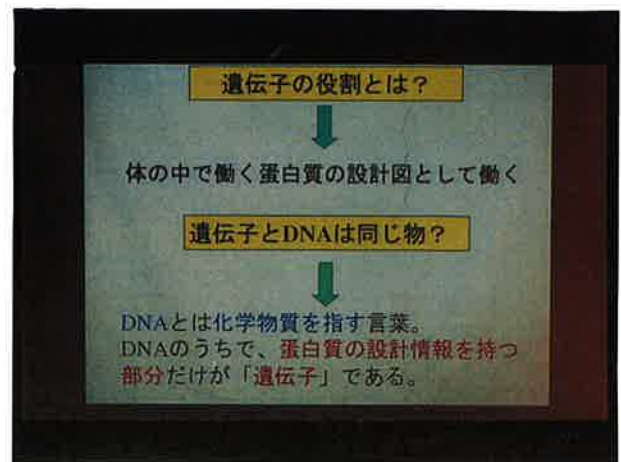 遺伝子の役割とは？
体の中で働く蛋白質の設計図として働く
遺伝子とDNAは同じ物？
DNAとは化学物質を指す言葉。
DNAのうちで、蛋白質の設計情報を持つ
部分だけが「遺伝子」である。